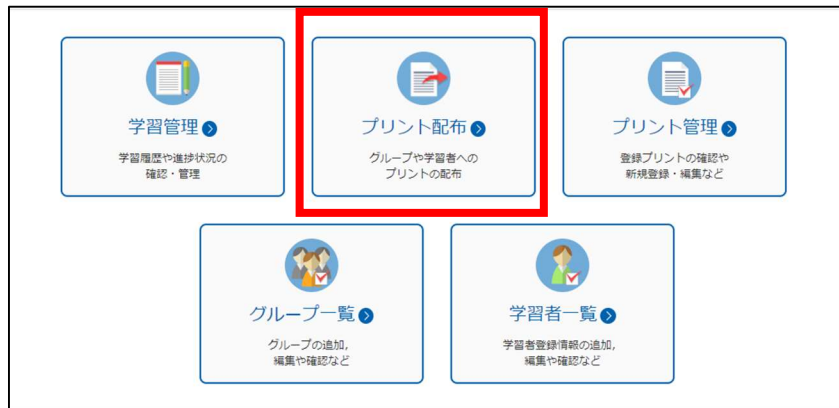 学習管理
プリント配布
プリント管理
学習履歴や進捗状況の
確認・管理
グループや学習者への
プリントの配布
登録プリントの確認や
新規登録・編集など
グループ一覧
学習者一覧
グループの追加,
編集や確認など
学習者登録情報の追加,
編集や確認など